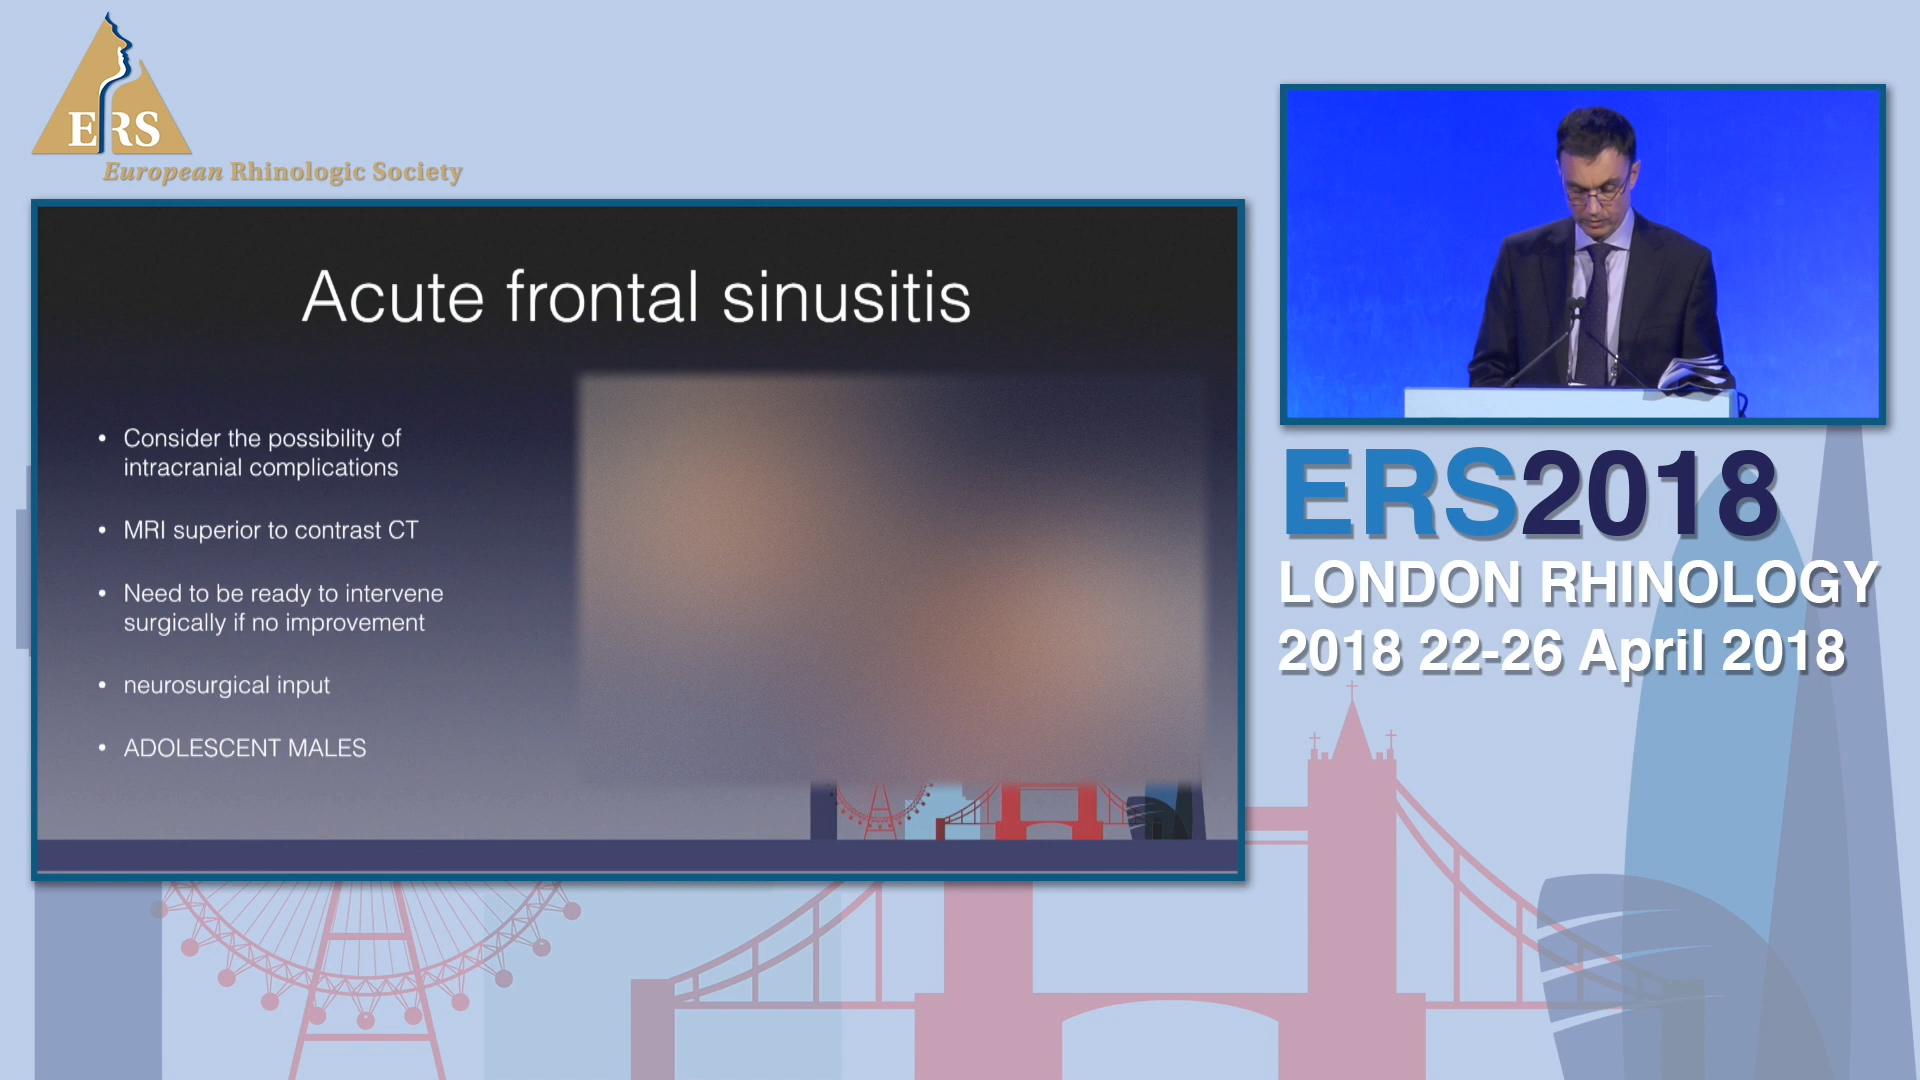 ERS
European Rhinologic Society
Acute frontal sinusitis
• Consider the possibility of
intracranial complications
• MRI superior to contrast CT
• Need to be ready to intervene
surgically if no improvement
• neurosurgical input
• ADOLESCENT MALES
ERS2018
LONDON RHINOLOGY
2018 22-26 April 2018